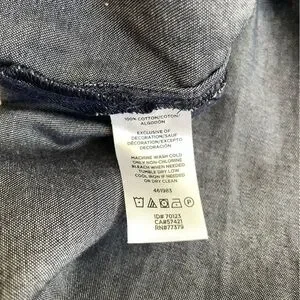 100% COTTON/COTTON/
ALGODÓN
EXCLUSIVE OF
DECORATION/SAUF
DÉCORATION/EXCEPTO
DECORACIÓN
MACHINE WASH COLD
ONLY NON-CHLORINE
BLEACH WHEN NEEDED
TUMBLE DRY LOW
COOL IRON IF NEEDED
OR DRY CLEAN
461983
ID# 70123
CA#57421
RN#77379